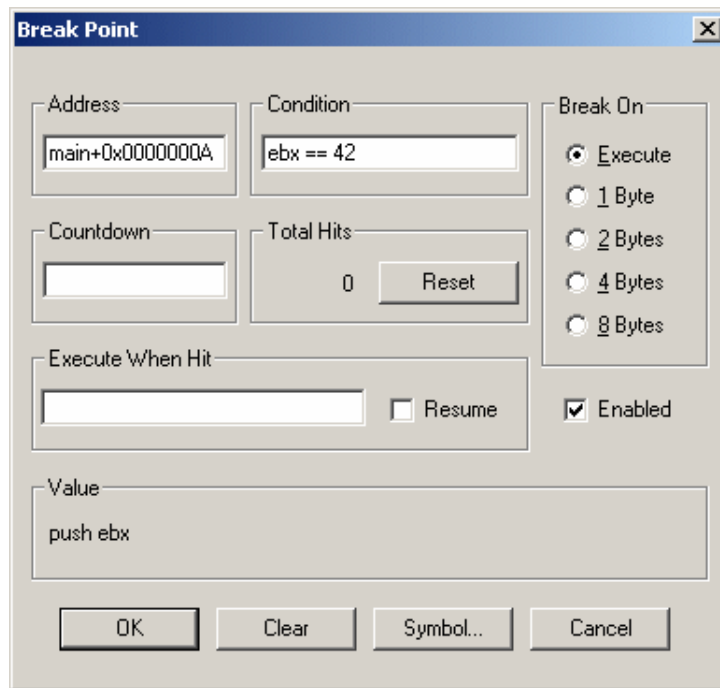 Break Point
Address
main+0x0000000A
Condition
ebx == 42
Break On
Execute
1 Byte
2 Bytes
4 Bytes
8 Bytes
Countdown
Total Hits
0
Reset
Execute When Hit
Resume
Enabled
Value
push ebx
OK
Clear
Symbol...
Cancel